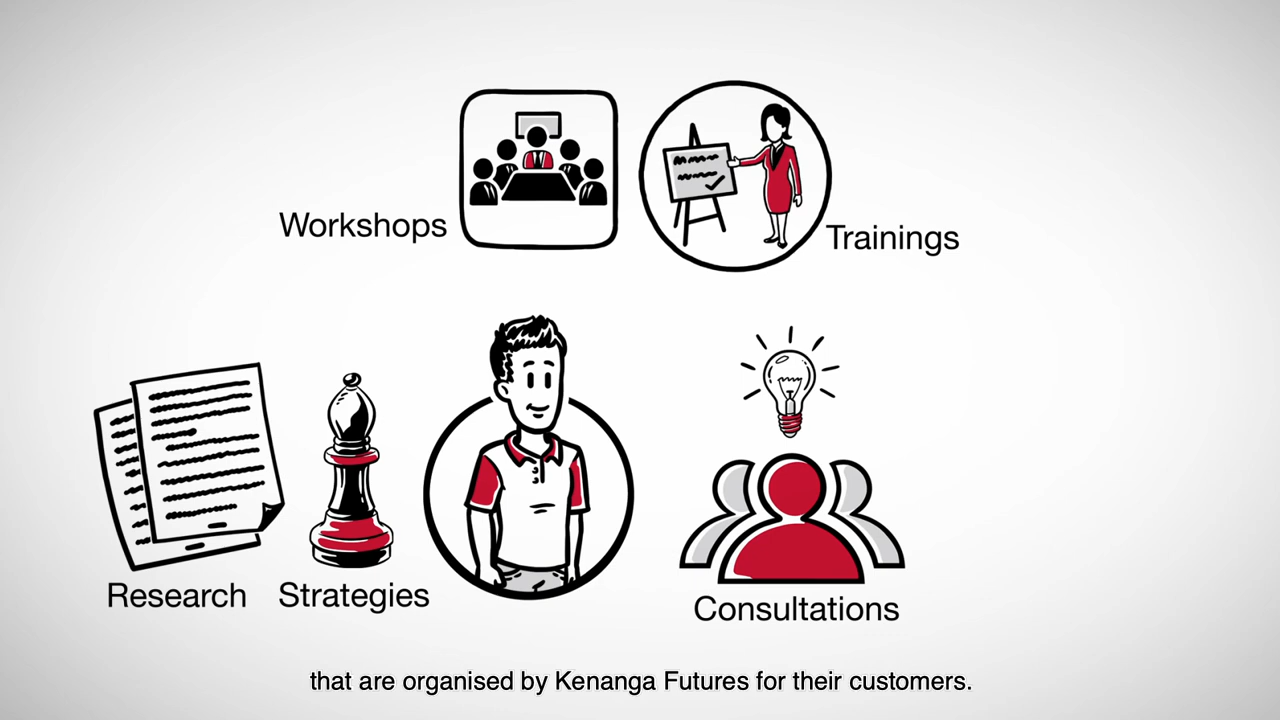 Workshops
Trainings
Research
Strategies
Consultations
that are organised by Kenanga Futures for their customers.